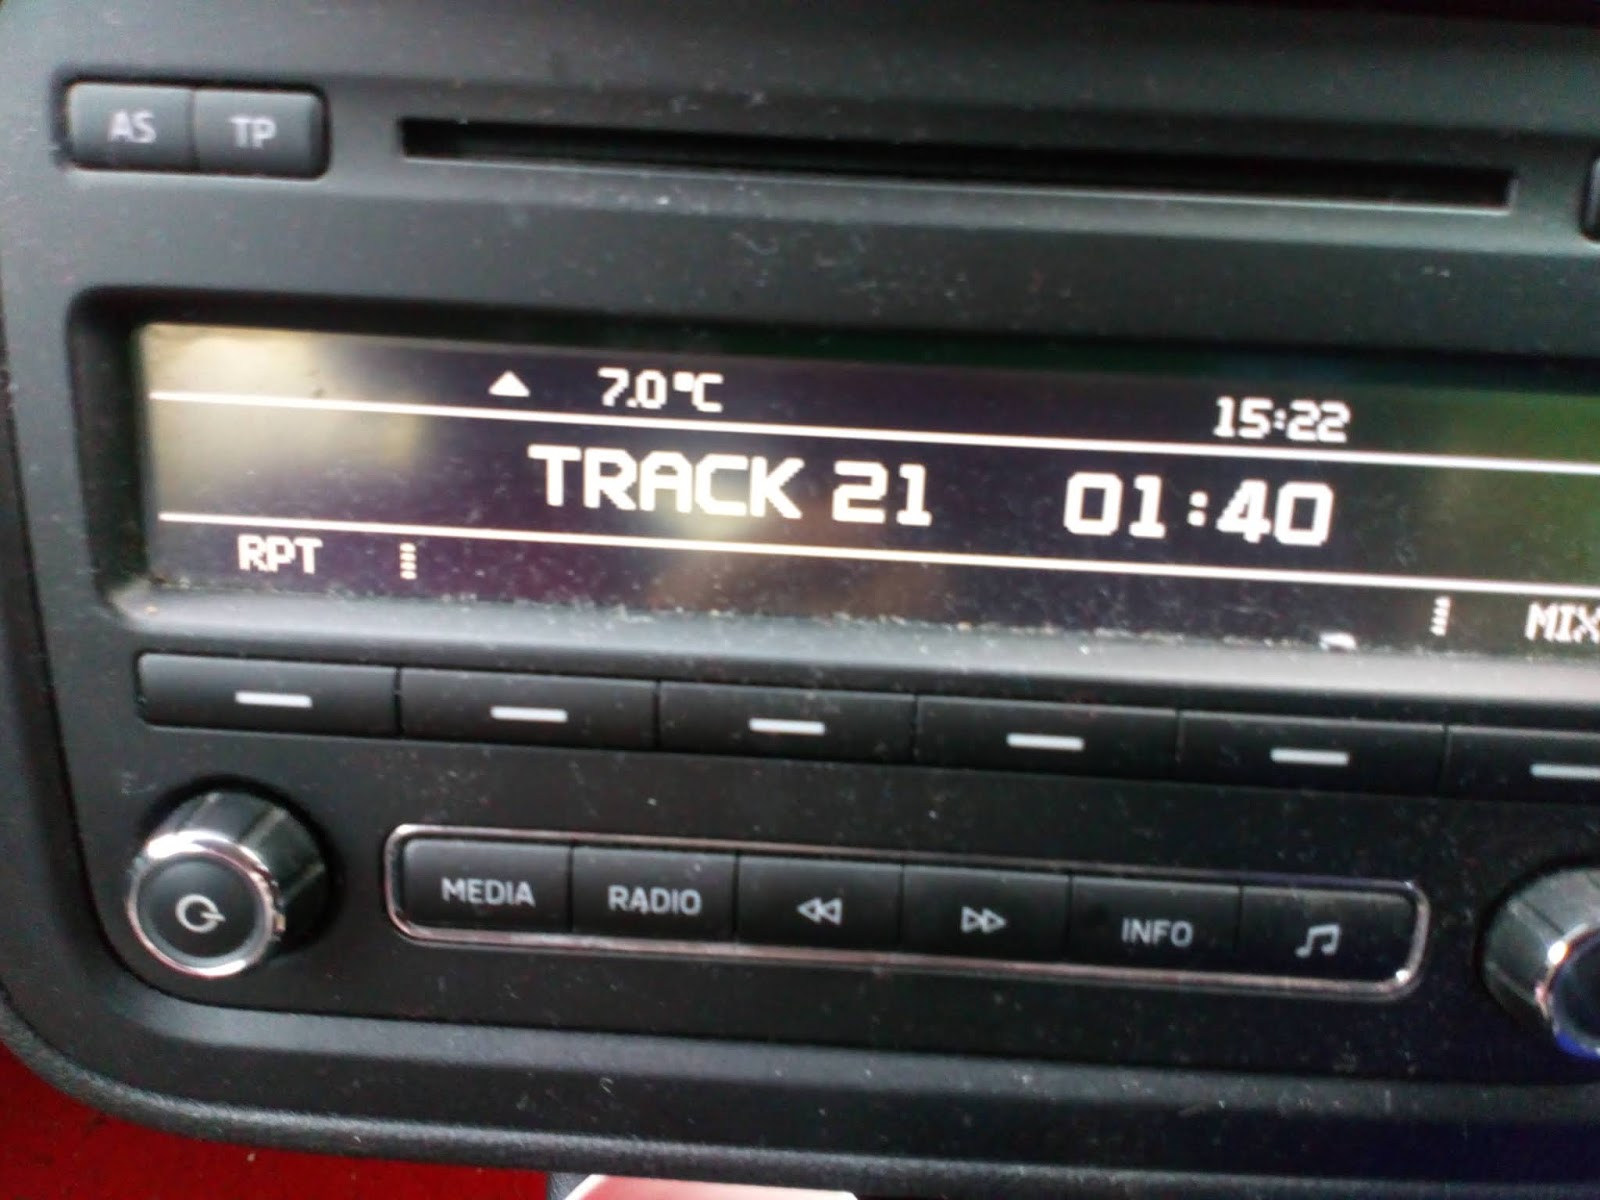 AS TP
7.0°C 15:22
TRACK 21 01:40
RPT MIX
MEDIA RADIO INFO